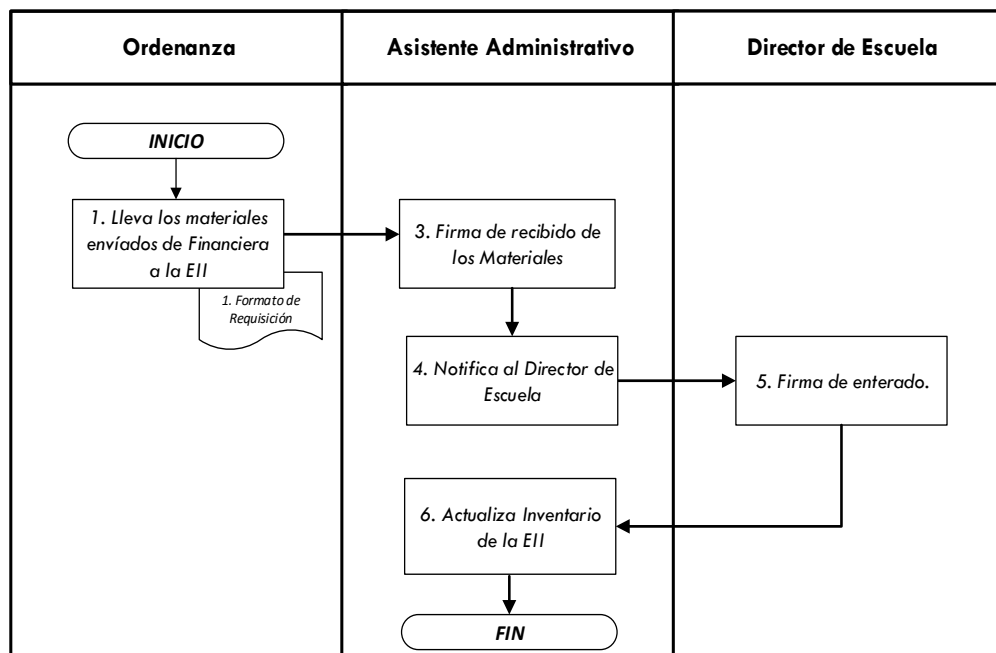 Ordenanza
Asistente Administrativo
Director de Escuela
INICIO
1. Lleva los materiales
envíados de Financiera
a la EII
1. Formato de
Requisición
3. Firma de recibido de
los Materiales
4. Notifica al Director de
Escuela
5. Firma de enterado.
6. Actualiza Inventario
de la EII
FIN